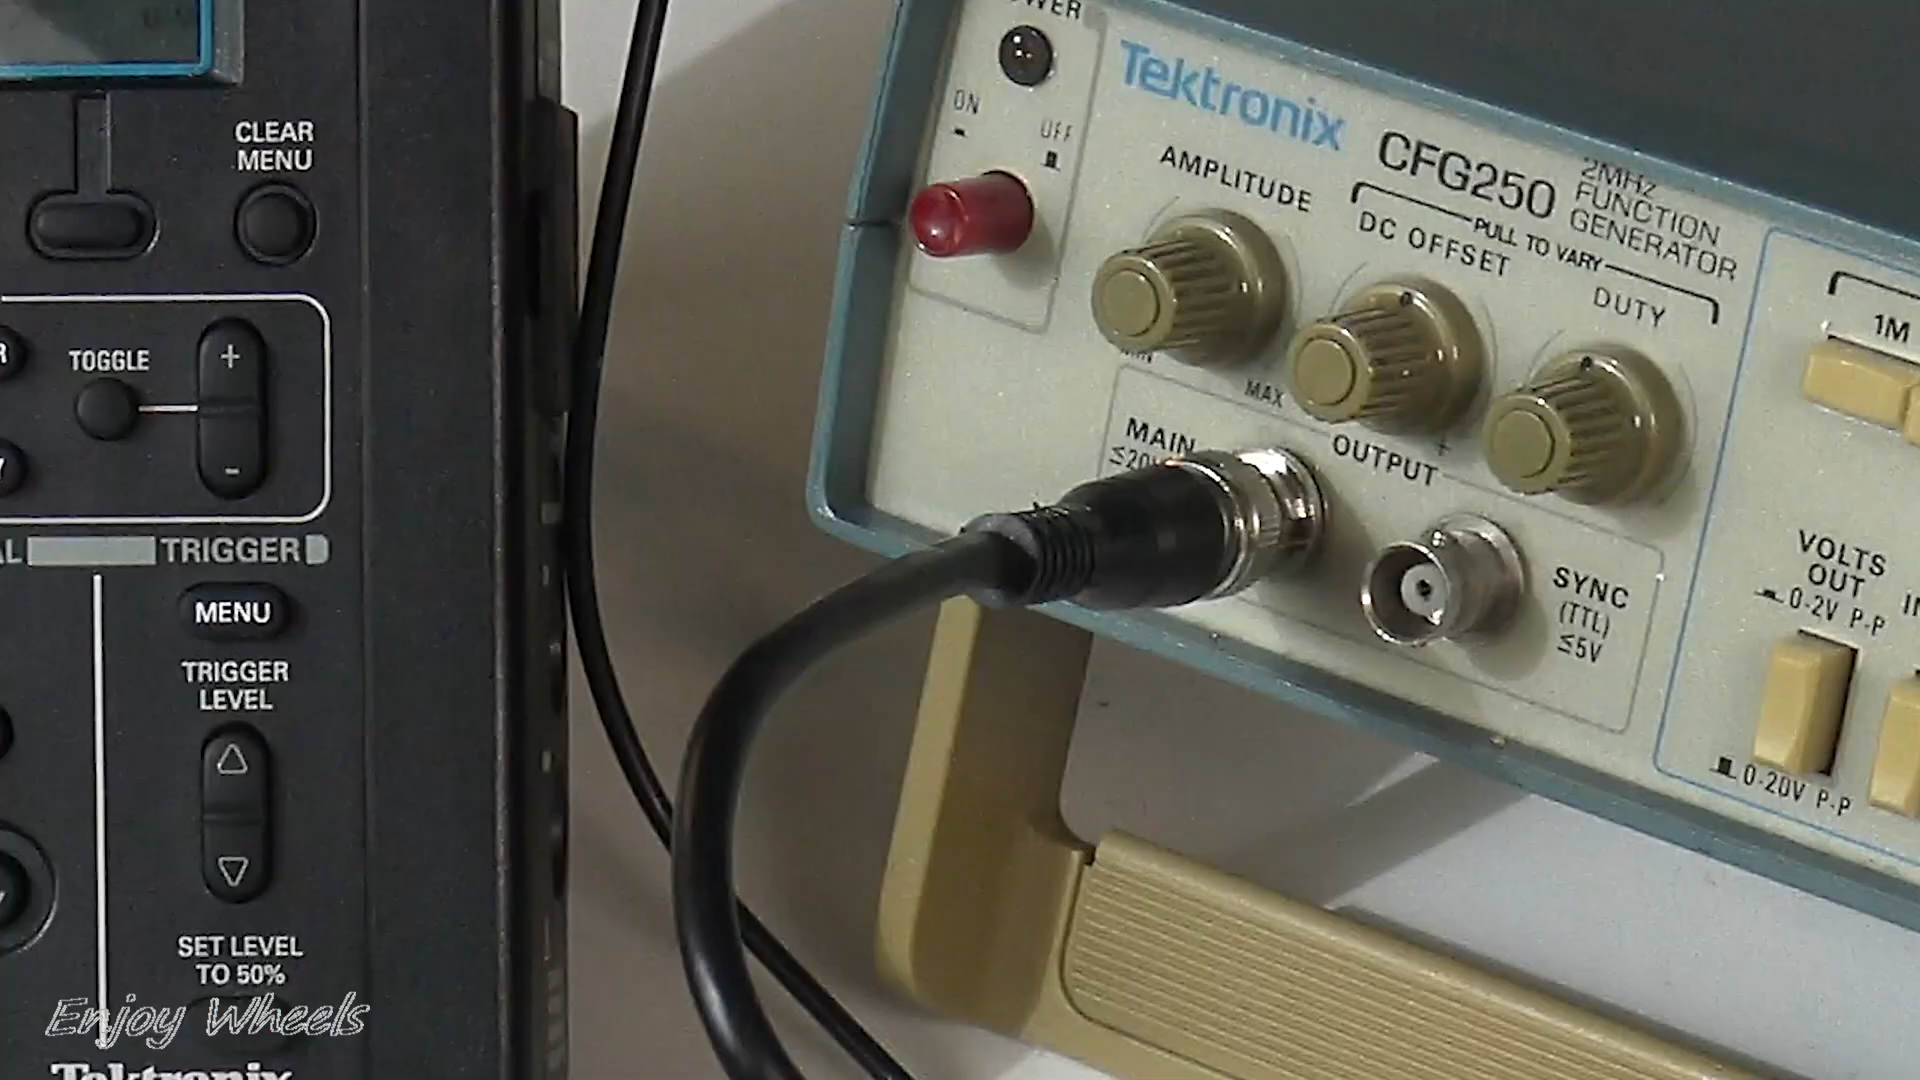 CLEAR
MENU
TOGGLE
+
-
TRIGGER
MENU
TRIGGER
LEVEL
SET LEVEL
TO 50%
Enjoy Wheels
Tektronix
ON
OFF
Tektronix
CFG250
2MHz
FUNCTION
GENERATOR
AMPLITUDE
PULL TO VARY
DC OFFSET
DUTY
MIN
MAX
+
MAIN
OUTPUT
SYNC
(TTL)
≤5V
1M
VOLTS
OUT
0-2V P-P
0-20V P-P